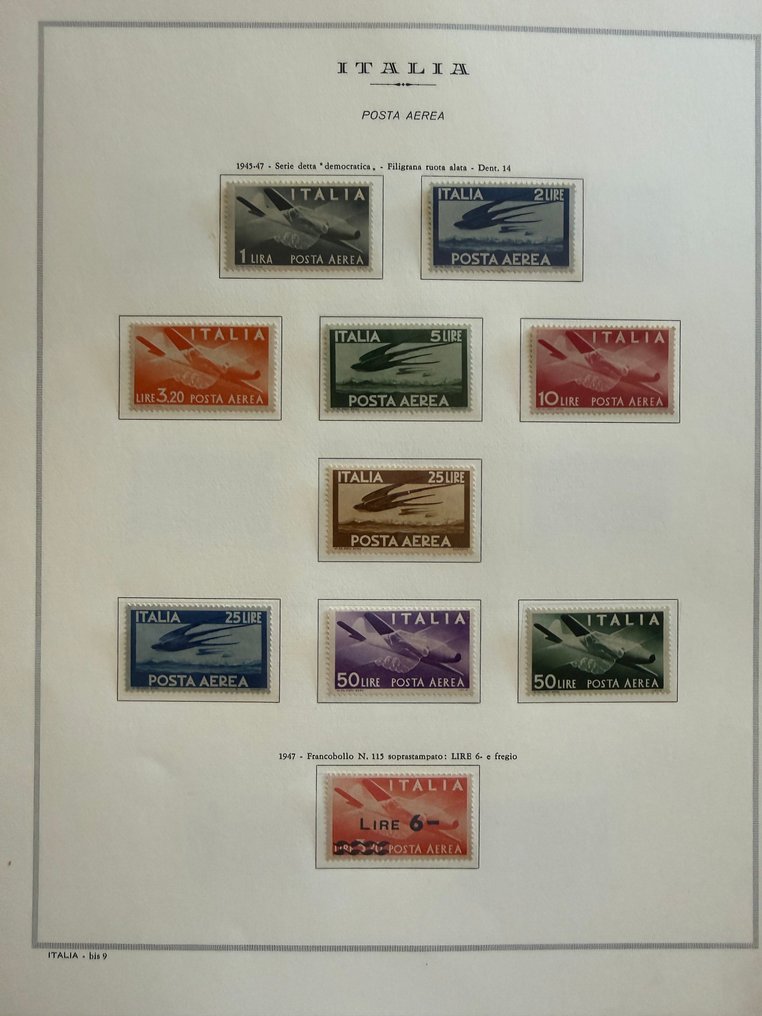 ITALIA
POSTA AEREA
1945-47 - Serie detta "democratica„ - Filigrana ruota alata - Dent. 14
ITALIA
1 LIRA POSTA AEREA
2 LIRE
POSTA AEREA
ITALIA
LIRE 3,20 POSTA AEREA
ITALIA 5 LIRE
POSTA AEREA
ITALIA
10 LIRE POSTA AEREA
ITALIA 25 LIRE
POSTA AEREA
ITALIA 25 LIRE
POSTA AEREA
ITALIA
50 LIRE POSTA AEREA
ITALIA
50 LIRE POSTA AEREA
1947 - Francobollo N. 115 soprastampato: LIRE 6- e fregio
ITALIA
LIRE 6-
POSTA AEREA
ITALIA - bis 9